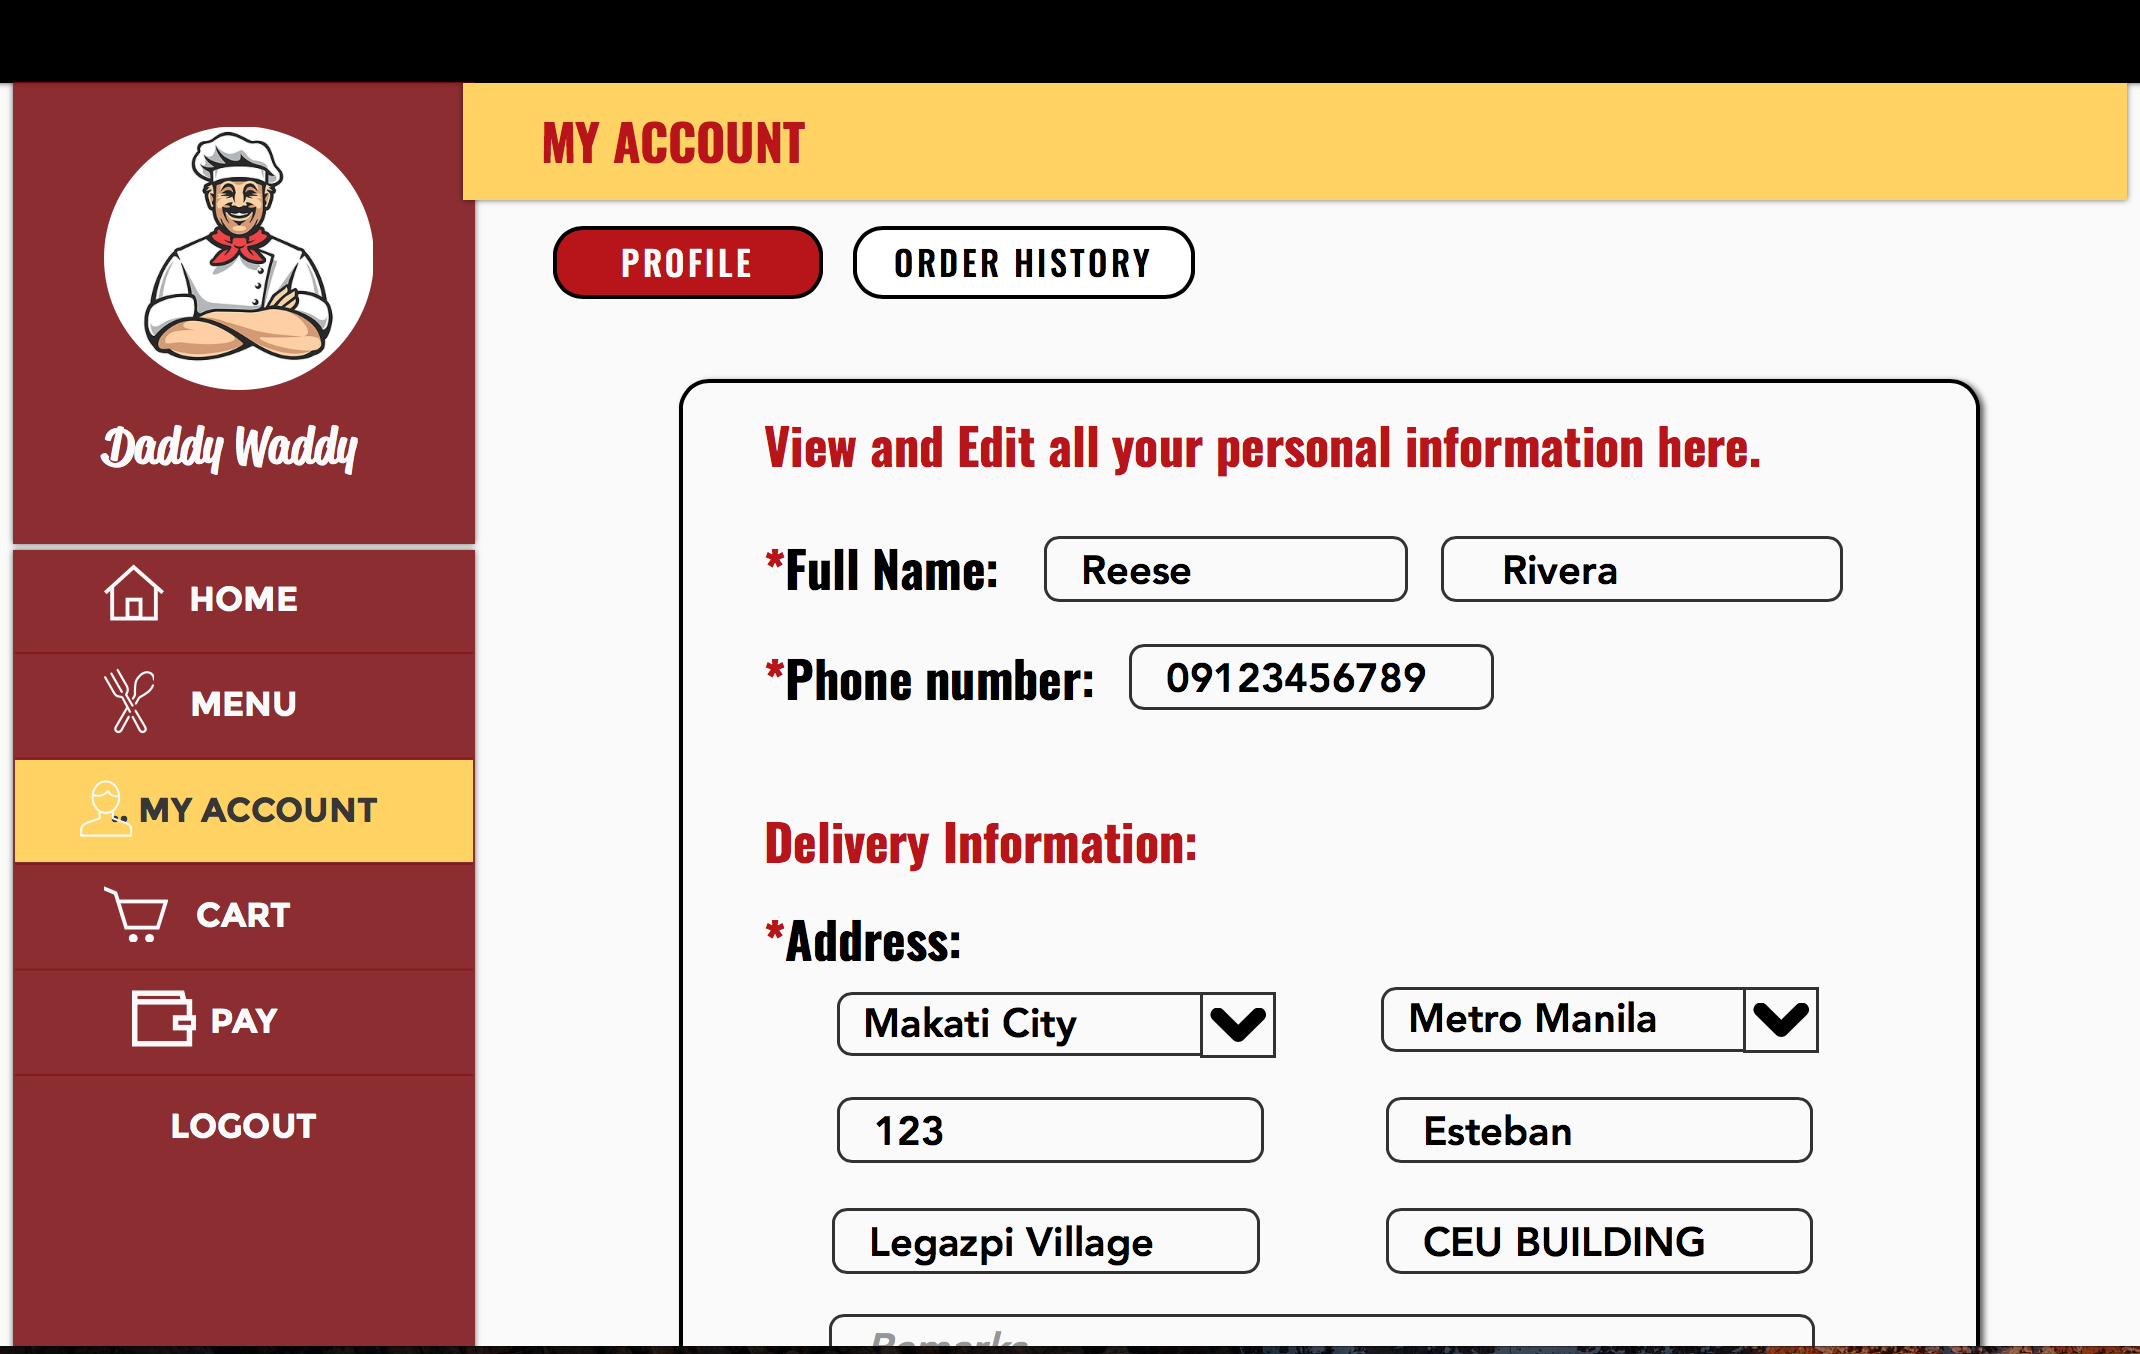 MY ACCOUNT
PROFILE
ORDER HISTORY
Daddy Waddy
HOME
MENU
MY ACCOUNT
CART
PAY
LOGOUT
View and Edit all your personal information here.
*Full Name: Reese Rivera
*Phone number: 09123456789
Delivery Information:
*Address:
Makati City Metro Manila
123 Esteban
Legazpi Village CEU BUILDING
Remarks